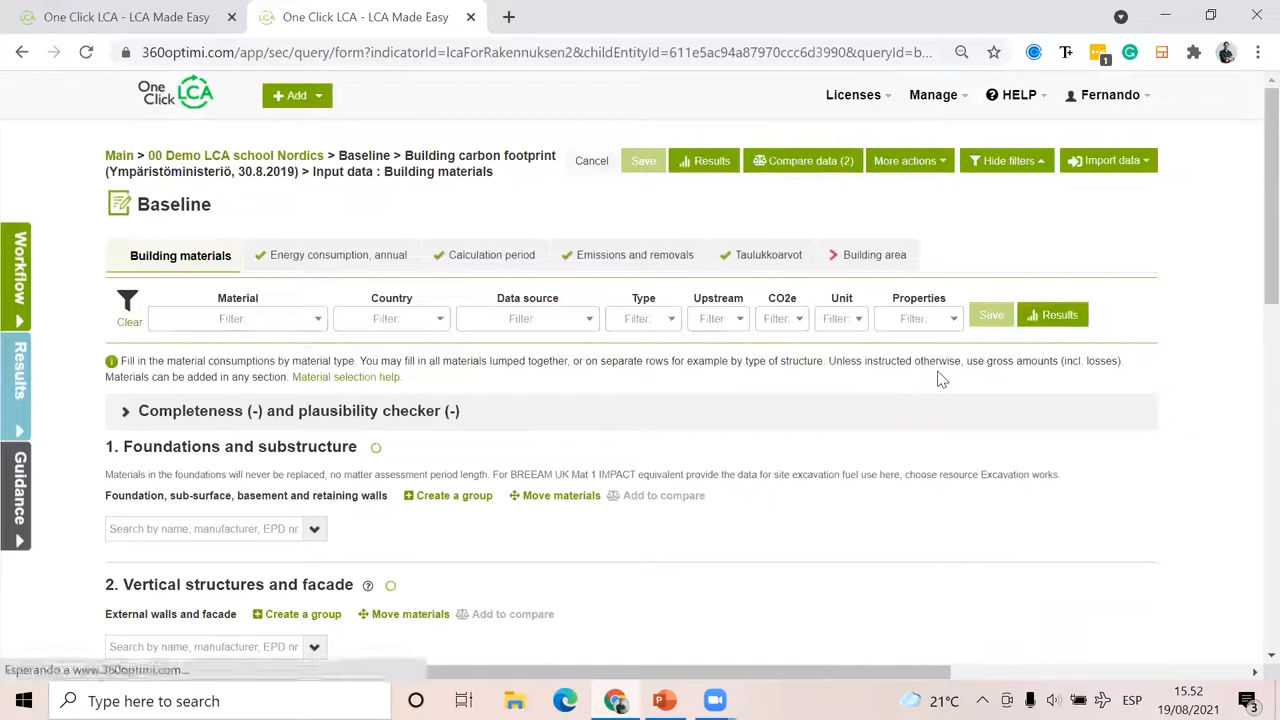 One Click LCA - LCA Made Easy
One Click LCA - LCA Made Easy
360optimi.com/app/sec/query/form?indicatorId=lcaForRakennuksen2&childEntityId=611e5ac94a87970ccc6d3990&queryId=b...
1
One Click LCA
Add
Licenses
Manage
HELP
Fernando
Main > 00 Demo LCA school Nordics > Baseline > Building carbon footprint
(Ympäristöministeriö, 30.8.2019) > Input data : Building materials
Cancel
Save
Results
Compare data (2)
More actions
Hide filters
Import data
Baseline
Workflow
Results
Guidance
Building materials
Energy consumption, annual
Calculation period
Emissions and removals
Taulukkoarvot
Building area
Material
Country
Data source
Type
Upstream
CO2e
Unit
Properties
Clear
Filter:
Filter:
Filter:
Filter:
Filter:
Filter:
Filter:
Filter:
Save
Results
Fill in the material consumptions by material type. You may fill in all materials lumped together, or on separate rows for example by type of structure. Unless instructed otherwise, use gross amounts (incl. losses).
Materials can be added in any section. Material selection help.
Completeness (-) and plausibility checker (-)
1. Foundations and substructure
Materials in the foundations will never be replaced, no matter assessment period length. For BREEAM UK Mat 1 IMPACT equivalent provide the data for site excavation fuel use here, choose resource Excavation works.
Foundation, sub-surface, basement and retaining walls
Create a group
Move materials
Add to compare
Search by name, manufacturer, EPD nr
2. Vertical structures and facade
External walls and facade
Create a group
Move materials
Add to compare
Search by name, manufacturer, EPD nr
Esperando a www.360optimi.com...
Type here to search
21°C
ESP
15.52
19/08/2021
3